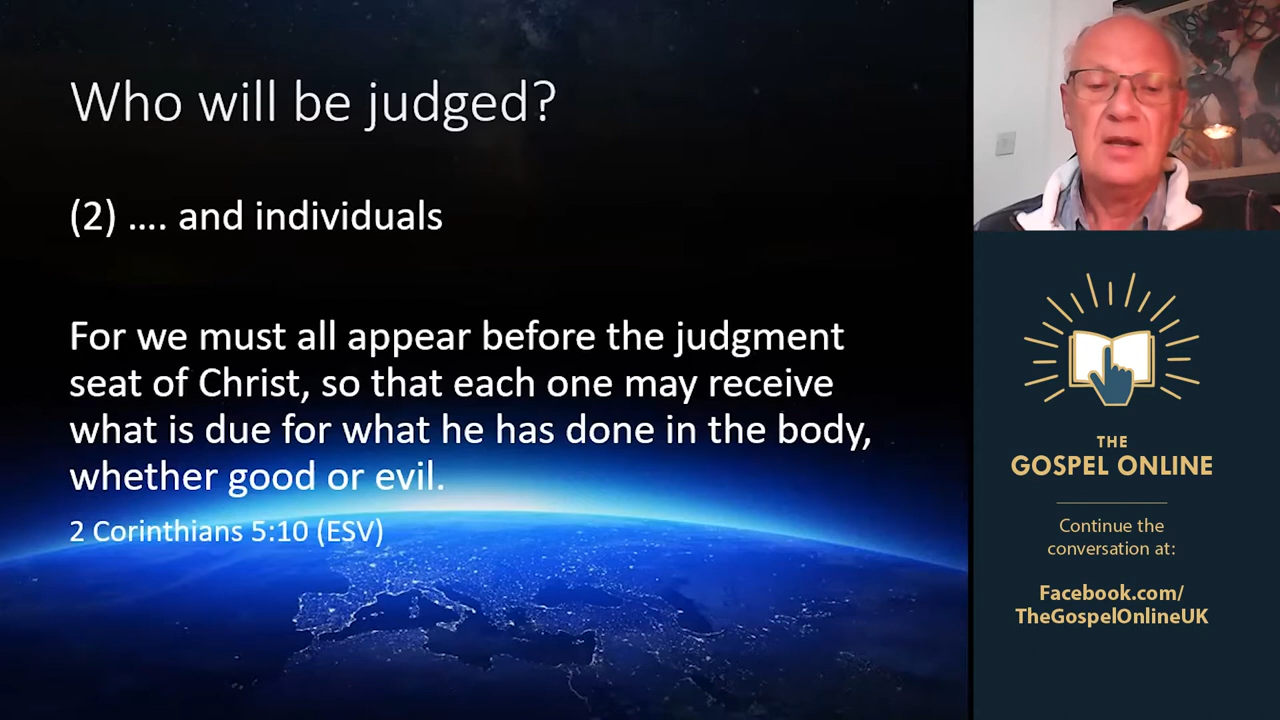 Who will be judged?
(2) .... and individuals
For we must all appear before the judgment
seat of Christ, so that each one may receive
what is due for what he has done in the body,
whether good or evil.
2 Corinthians 5:10 (ESV)
THE
GOSPEL ONLINE
Continue the
conversation at:
Facebook.com/
TheGospelOnlineUK